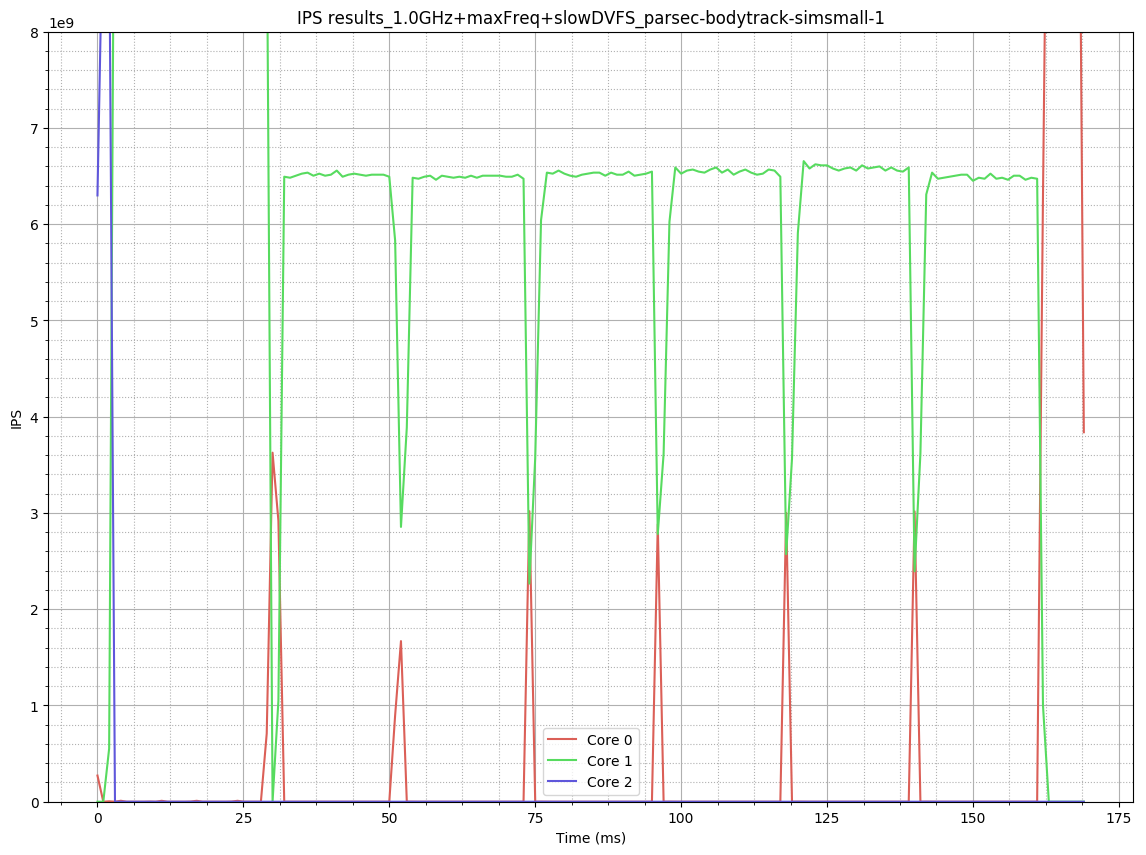 IPS results_1.0GHz+maxFreq+slowDVFS_parsec-bodytrack-simsmall-1
1e9
8
7
6
5
4
3
2
1
0
IPS
Core 0
Core 1
Core 2
0 25 50 75 100 125 150 175
Time (ms)